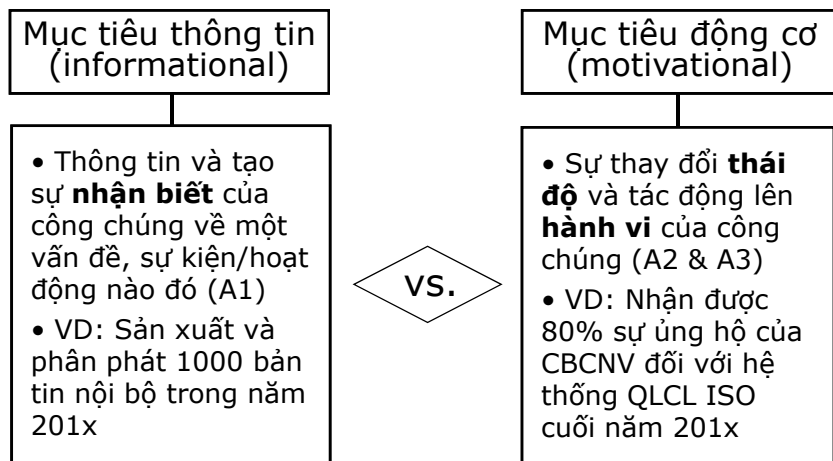 Mục tiêu thông tin
(informational)
• Thông tin và tạo
sự nhận biết của
công chúng về một
vấn đề, sự kiện/hoạt
động nào đó (A1)
• VD: Sản xuất và
phân phát 1000 bản
tin nội bộ trong năm
201x
vs.
Mục tiêu động cơ
(motivational)
• Sự thay đổi thái
độ và tác động lên
hành vi của công
chúng (A2 & A3)
• VD: Nhận được
80% sự ủng hộ của
CBCNV đối với hệ
thống QLCL ISO
cuối năm 201x